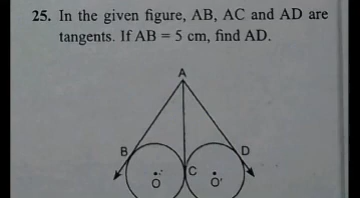 25. In the given figure, AB, AC and AD are
tangents. If AB = 5 cm, find AD.
A
B
D
C
O
O'